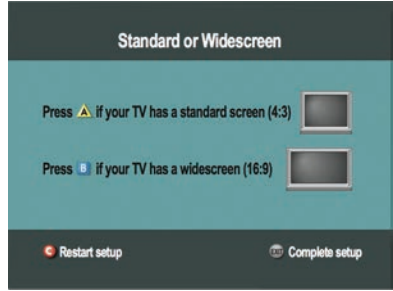 Standard or Widescreen
Press A if your TV has a standard screen (4:3)
Press B if your TV has a widescreen (16:9)
C Restart setup
EXIT Complete setup